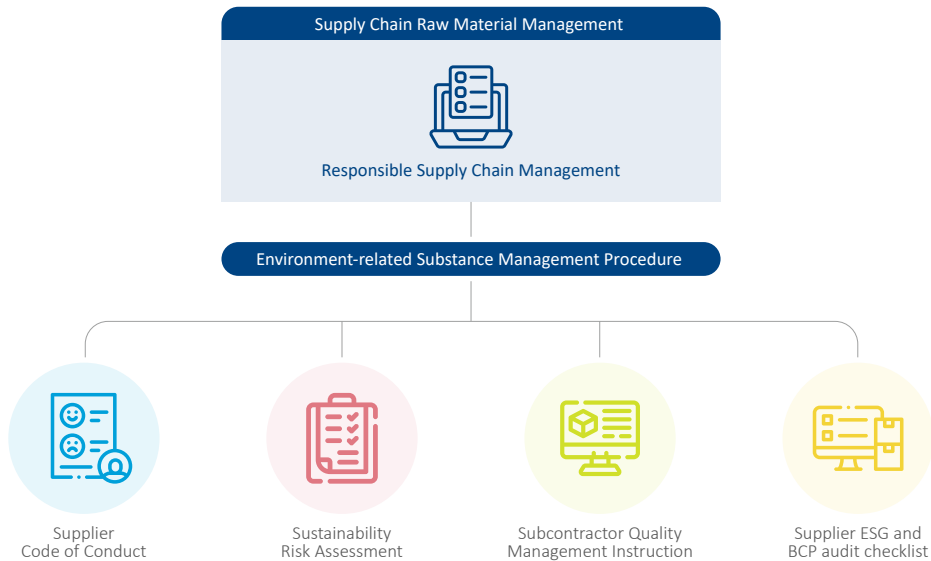 Supply Chain Raw Material Management
Responsible Supply Chain Management
Environment-related Substance Management Procedure
Supplier
Code of Conduct
Sustainability
Risk Assessment
Subcontractor Quality
Management Instruction
Supplier ESG and
BCP audit checklist